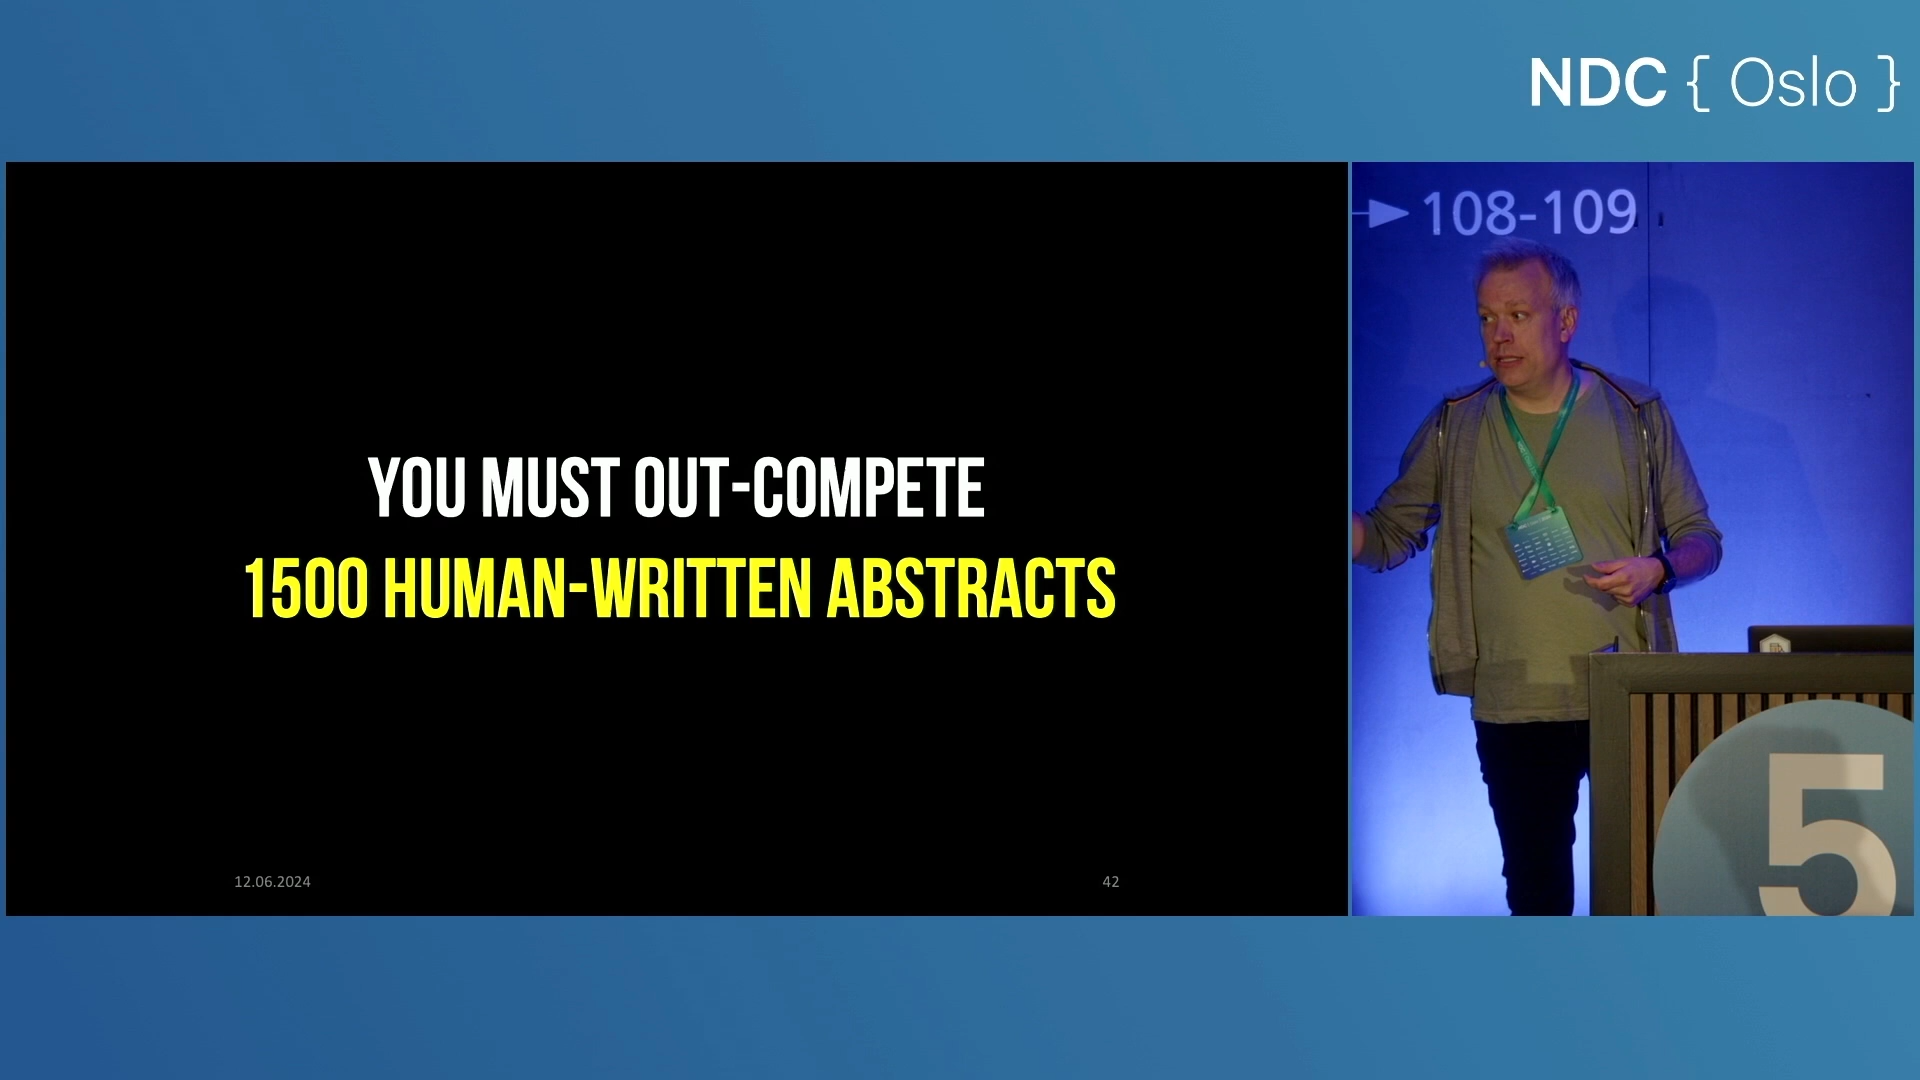 NDC { Oslo }
108-109
YOU MUST OUT-COMPETE
1500 HUMAN-WRITTEN ABSTRACTS
12.06.2024
42
5